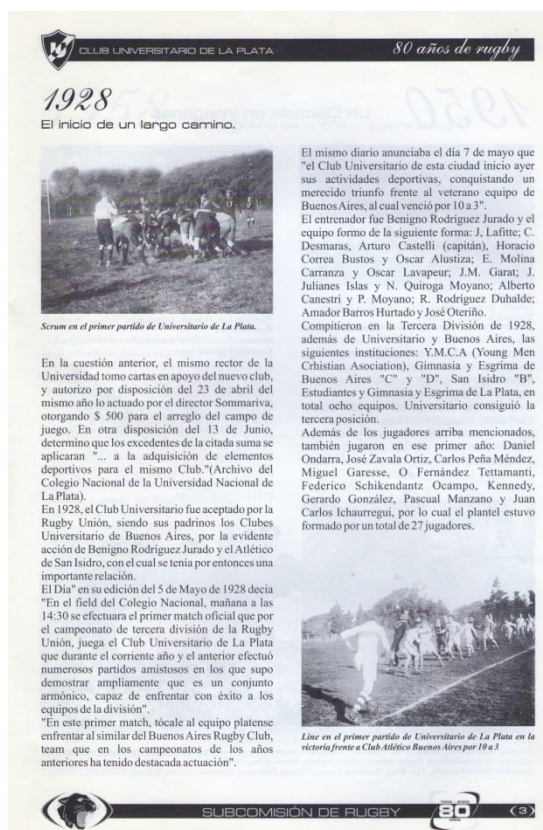 CLUB UNIVERSITARIO DE LA PLATA
80 años de rugby
1928
El inicio de un largo camino.
Scrum en el primer partido de Universitario de La Plata.
En la cuestión anterior, el mismo rector de la
Universidad tomo cartas en apoyo del nuevo club,
y autorizo por disposición del 23 de abril del
mismo año lo actuado por el director Sommariva,
otorgando $ 500 para el arreglo del campo de
juego. En otra disposición del 13 de Junio,
determino que los excedentes de la citada suma se
aplicaran "... a la adquisición de elementos
deportivos para el mismo Club."(Archivo del
Colegio Nacional de la Universidad Nacional de
La Plata).
En 1928, el Club Universitario fue aceptado por la
Rugby Unión, siendo sus padrinos los Clubes
Universitario de Buenos Aires, por la evidente
acción de Benigno Rodríguez Jurado y el Atlético
de San Isidro, con el cual se tenia por entonces una
importante relación.
El Día" en su edición del 5 de Mayo de 1928 decía
"En el field del Colegio Nacional, mañana a las
14:30 se efectuara el primer match oficial que por
el campeonato de tercera división de la Rugby
Unión, juega el Club Universitario de La Plata
que durante el corriente año y el anterior efectuó
numerosos partidos amistosos en los que supo
demostrar ampliamente que es un conjunto
armónico, capaz de enfrentar con éxito a los
equipos de la división".
"En este primer match, tócale al equipo platense
enfrentar al similar del Buenos Aires Rugby Club,
team que en los campeonatos de los años
anteriores ha tenido destacada actuación".
El mismo diario anunciaba el día 7 de mayo que
"el Club Universitario de esta ciudad inicio ayer
sus actividades deportivas, conquistando un
merecido triunfo frente al veterano equipo de
Buenos Aires, al cual venció por 10 a 3".
El entrenador fue Benigno Rodríguez Jurado y el
equipo formo de la siguiente forma: J, Lafitte; C.
Desmaras, Arturo Castelli (capitán), Horacio
Correa Bustos y Oscar Alustiza; E. Molina
Carranza y Oscar Lavapeur; J.M. Garat; J.
Julianes Islas y N. Quiroga Moyano; Alberto
Canestri y P. Moyano; R. Rodríguez Duhalde;
Amador Barros Hurtado y José Oteriño.
Compitieron en la Tercera División de 1928,
además de Universitario y Buenos Aires, las
siguientes instituciones: Y.M.C.A (Young Men
Crhistian Asociation), Gimnasia y Esgrima de
Buenos Aires "C" y "D", San Isidro "B",
Estudiantes y Gimnasia y Esgrima de La Plata, en
total ocho equipos. Universitario consiguió la
tercera posición.
Además de los jugadores arriba mencionados,
también jugaron en ese primer año: Daniel
Ondarra, José Zavala Ortiz, Carlos Peña Méndez,
Miguel Garesse, O Fernández Tettamanti,
Federico Schikendantz Ocampo, Kennedy,
Gerardo González, Pascual Manzano y Juan
Carlos Ichaurregui, por lo cual el plantel estuvo
formado por un total de 27 jugadores.
Line en el primer partido de Universitario de La Plata en la
victoria frente a Club Atlético Buenos Aires por 10 a 3
SUBCOMISIÓN DE RUGBY
80
(3)